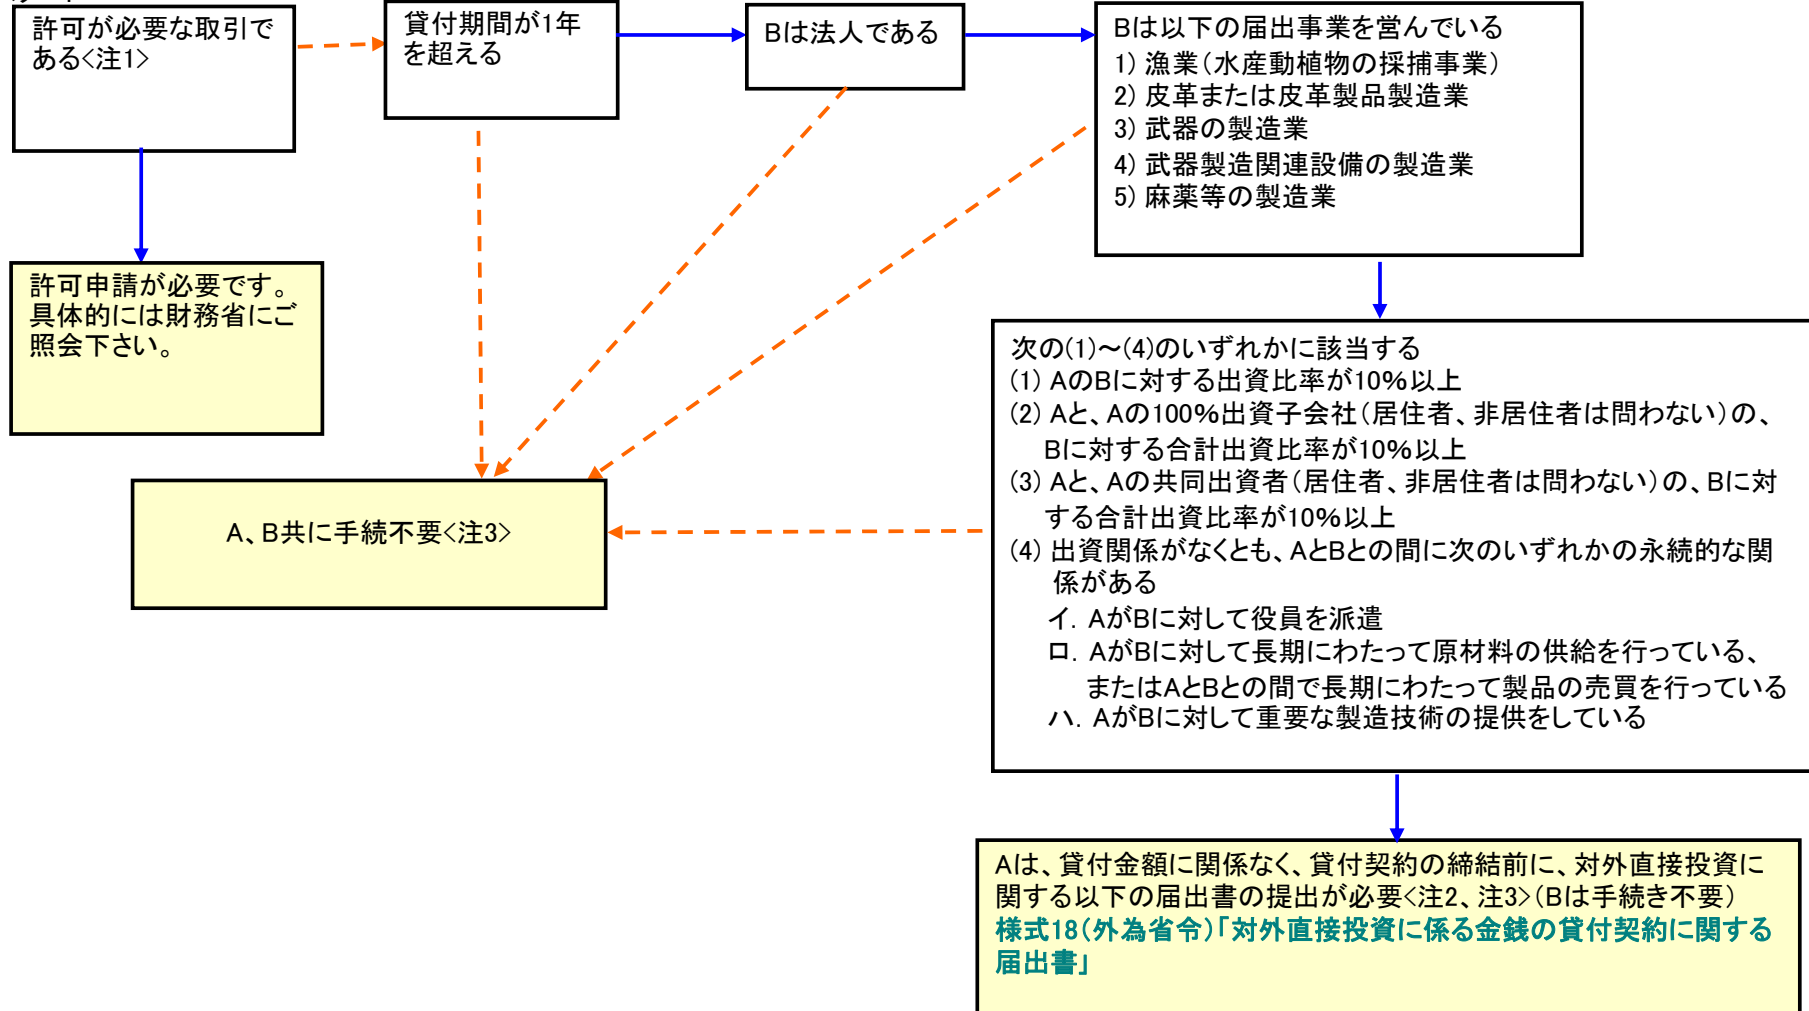 許可が必要な取引で
ある<注1>
貸付期間が1年
を超える
Bは法人である
Bは以下の届出事業を営んでいる
1) 漁業(水産動植物の採捕事業)
2) 皮革または皮革製品製造業
3) 武器の製造業
4) 武器製造関連設備の製造業
5) 麻薬等の製造業
許可申請が必要です。
具体的には財務省にご
照会下さい。
次の(1)~(4)のいずれかに該当する
(1) AのBに対する出資比率が10%以上
(2) Aと、Aの100%出資子会社(居住者、非居住者は問わない)の、
Bに対する合計出資比率が10%以上
(3) Aと、Aの共同出資者(居住者、非居住者は問わない)の、Bに対
する合計出資比率が10%以上
(4) 出資関係がなくとも、AとBとの間に次のいずれかの永続的な関
係がある
イ. AがBに対して役員を派遣
ロ. AがBに対して長期にわたって原材料の供給を行っている、
またはAとBとの間で長期にわたって製品の売買を行っている
ハ. AがBに対して重要な製造技術の提供をしている
A、B共に手続不要<注3>
Aは、貸付金額に関係なく、貸付契約の締結前に、対外直接投資に
関する以下の届出書の提出が必要<注2、注3>(Bは手続き不要)
様式18(外為省令)「対外直接投資に係る金銭の貸付契約に関する
届出書」